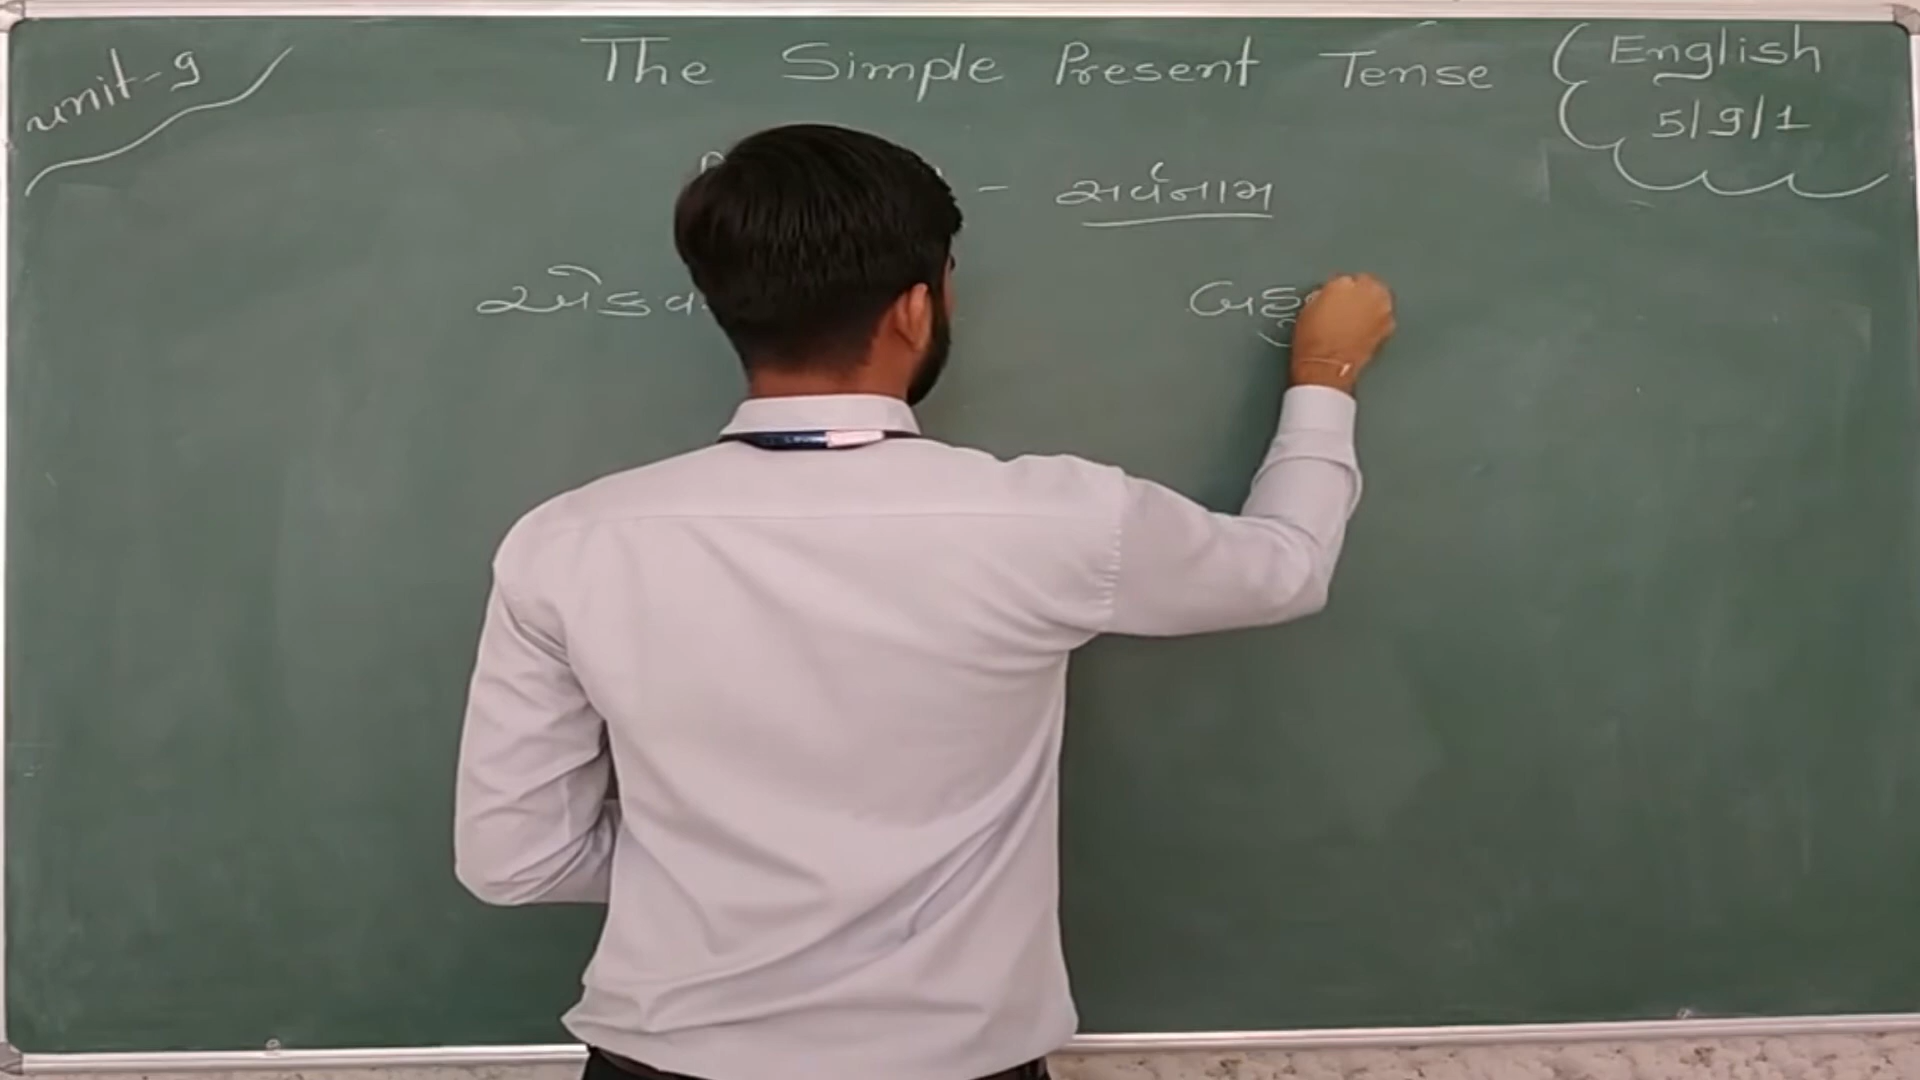 unit-9
The Simple Present Tense
English
5/9/1
- સર્વનામ